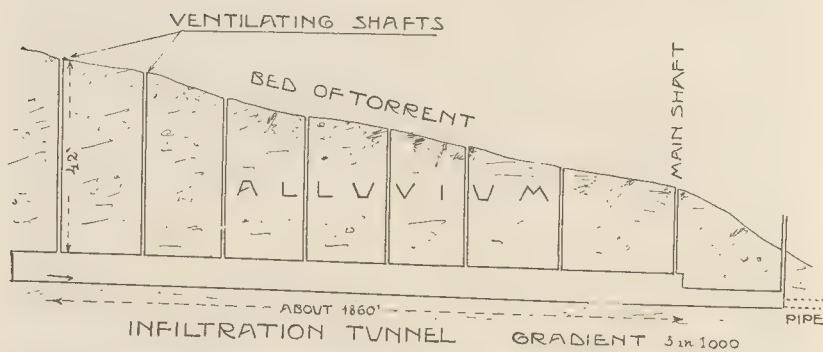 VENTILATING SHAFTS
BED OF TORRENT
MAIN SHAFT
42'
ALLUVIUM
ABOUT 1860'
PIPE
INFILTRATION TUNNEL GRADIENT 3 in 1000